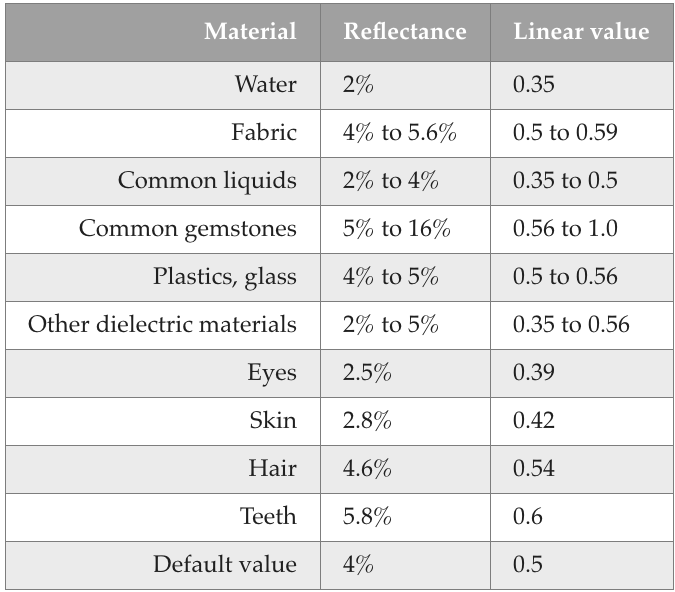 Material Reflectance Linear value
Water 2% 0.35
Fabric 4% to 5.6% 0.5 to 0.59
Common liquids 2% to 4% 0.35 to 0.5
Common gemstones 5% to 16% 0.56 to 1.0
Plastics, glass 4% to 5% 0.5 to 0.56
Other dielectric materials 2% to 5% 0.35 to 0.56
Eyes 2.5% 0.39
Skin 2.8% 0.42
Hair 4.6% 0.54
Teeth 5.8% 0.6
Default value 4% 0.5